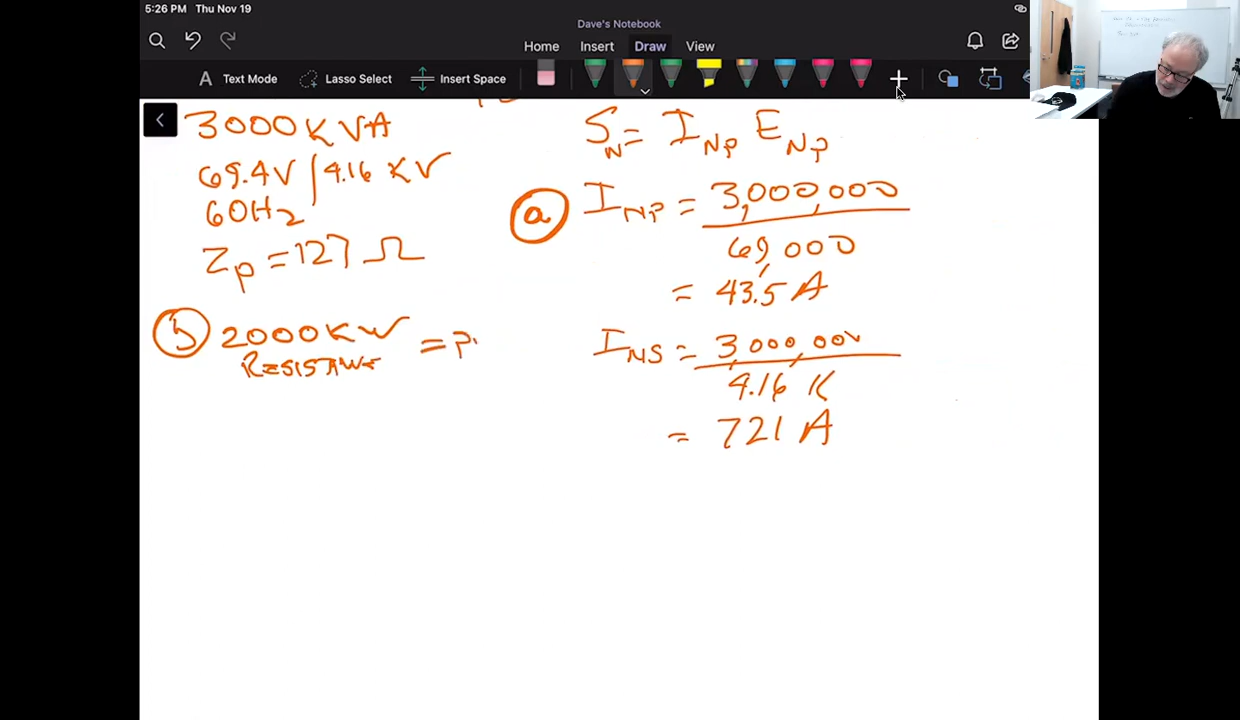 5:26 PM Thu Nov 19
Dave's Notebook
Home Insert Draw View
Text Mode Lasso Select Insert Space
3000 KVA
69.4V / 4.16 KV
60Hz
Zp = 127 Ω
b 2000 KW = P
RESISTIVE
SN = INP ENP
a INP = 3,000,000
69,000
= 43.5 A
INS = 3,000,000
4.16 K
= 721 A